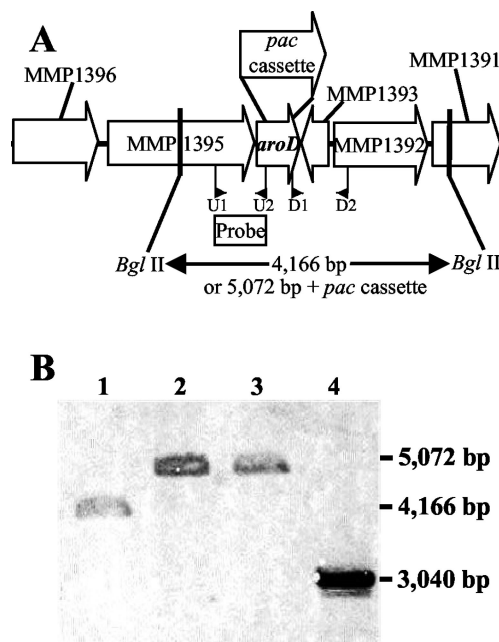 A
pac
cassette
MMP1396
MMP1391
MMP1393
MMP1395
aroD
MMP1392
U1
U2
D1
D2
Probe
Bgl II
4,166 bp
Bgl II
or 5,072 bp + pac cassette
B
1 2 3 4
5,072 bp
4,166 bp
3,040 bp